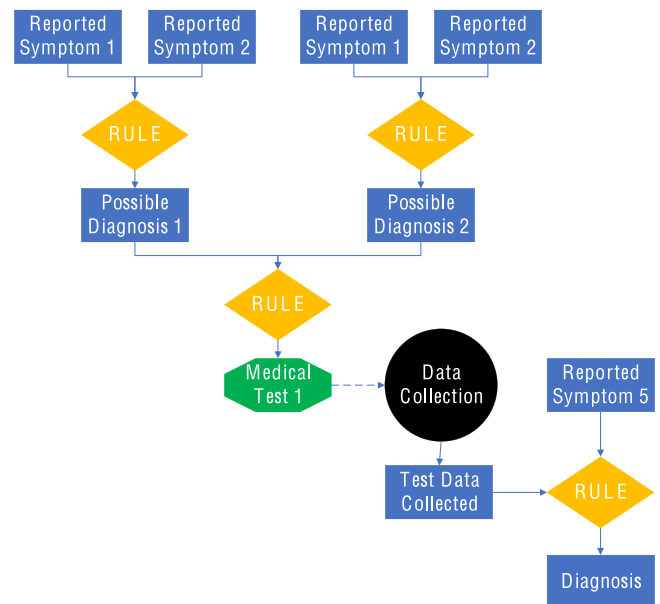 Reported
Symptom 1
Reported
Symptom 2
Reported
Symptom 1
Reported
Symptom 2
RULE
RULE
Possible
Diagnosis 1
Possible
Diagnosis 2
RULE
Medical
Test 1
Data
Collection
Reported
Symptom 5
Test Data
Collected
RULE
Diagnosis